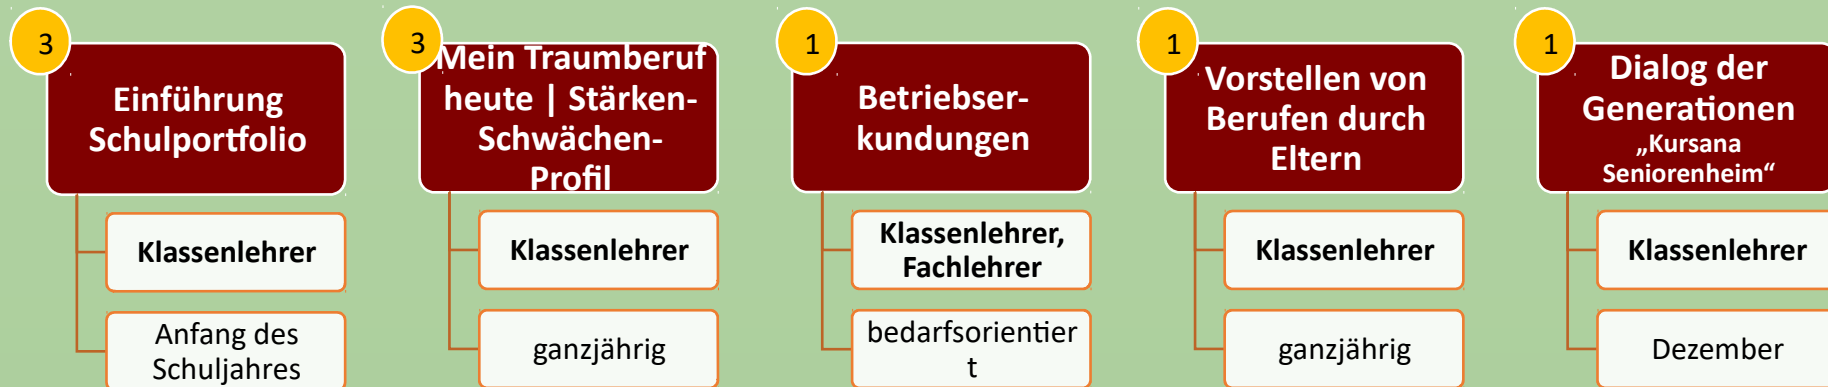 3
Einführung
Schulportfolio
Klassenlehrer
Anfang des
Schuljahres
3
Mein Traumberuf
heute | Stärken-
Schwächen-
Profil
Klassenlehrer
ganzjährig
1
Betriebser-
kundungen
Klassenlehrer,
Fachlehrer
bedarfsorientier
t
1
Vorstellen von
Berufen durch
Eltern
Klassenlehrer
ganzjährig
1
Dialog der
Generationen
„Kursana
Seniorenheim“
Klassenlehrer
Dezember